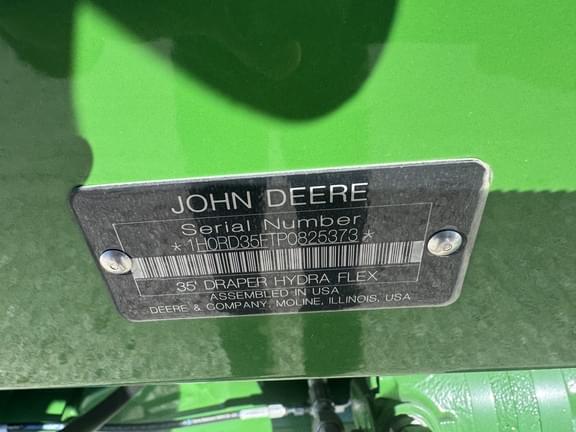 JOHN DEERE
Serial Number
*1H0RD35FTP0825373*
35' DRAPER HYDRA FLEX
ASSEMBLED IN USA
DEERE & COMPANY, MOLINE, ILLINOIS, USA